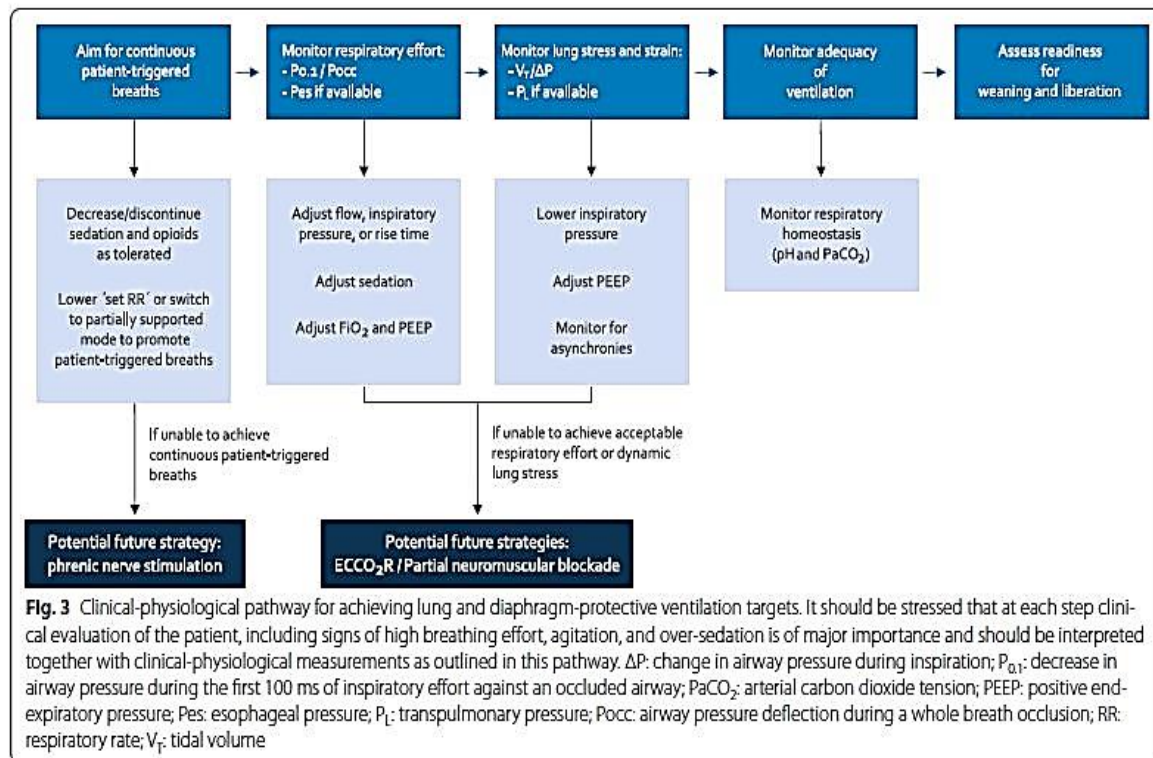 Aim for continuous
patient-triggered
breaths
Monitor respiratory effort:
- P0.1 / Pocc
- Pes if available
Monitor lung stress and strain:
- VT/ΔP
- PL if available
Monitor adequacy
of
ventilation
Assess readiness
for
weaning and liberation
Decrease/discontinue
sedation and opioids
as tolerated
Lower 'set RR' or switch
to partially supported
mode to promote
patient-triggered breaths
Adjust flow, inspiratory
pressure, or rise time
Adjust sedation
Adjust FiO2 and PEEP
Lower inspiratory
pressure
Adjust PEEP
Monitor for
asynchronies
Monitor respiratory
homeostasis
(pH and PaCO2)
If unable to achieve
continuous patient-triggered
breaths
If unable to achieve acceptable
respiratory effort or dynamic
lung stress
Potential future strategy:
phrenic nerve stimulation
Potential future strategies:
ECCO2R / Partial neuromuscular blockade
Fig. 3 Clinical-physiological pathway for achieving lung and diaphragm-protective ventilation targets. It should be stressed that at each step clini-
cal evaluation of the patient, including signs of high breathing effort, agitation, and over-sedation is of major importance and should be interpreted
together with clinical-physiological measurements as outlined in this pathway. ΔP: change in airway pressure during inspiration; P0.1: decrease in
airway pressure during the first 100 ms of inspiratory effort against an occluded airway; PaCO2: arterial carbon dioxide tension; PEEP: positive end-
expiratory pressure; Pes: esophageal pressure; PL: transpulmonary pressure; Pocc: airway pressure deflection during a whole breath occlusion; RR:
respiratory rate; VT: tidal volume